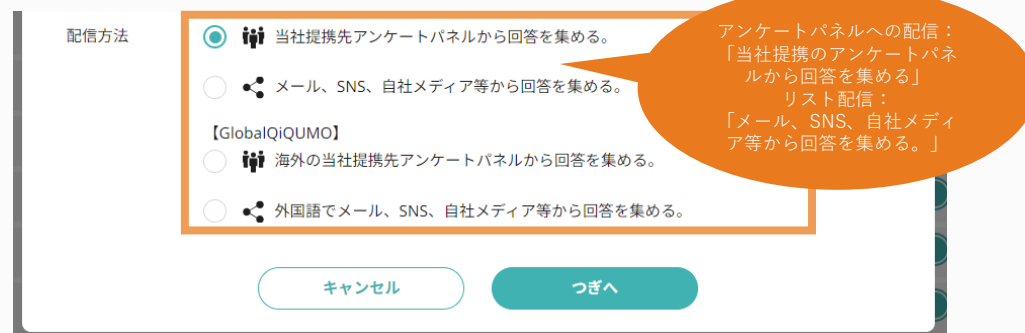 配信方法
当社提携先アンケートパネルから回答を集める。
メール、SNS、自社メディア等から回答を集める。
【GlobalQiQUMO】
海外の当社提携先アンケートパネルから回答を集める。
外国語でメール、SNS、自社メディア等から回答を集める。
アンケートパネルへの配信：
「当社提携のアンケートパネ
ルから回答を集める」
リスト配信：
「メール、SNS、自社メディ
ア等から回答を集める。」
キャンセル
つぎへ